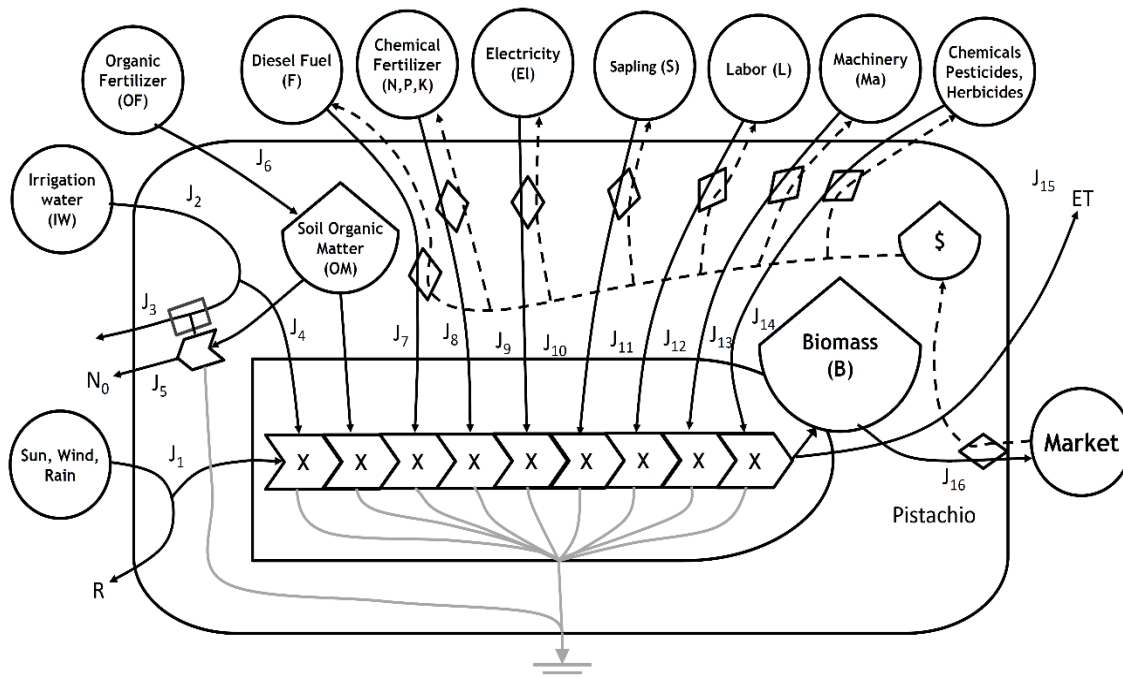 Organic
Fertilizer
(OF)
Diesel Fuel
(F)
Chemical
Fertilizer
(N,P,K)
Electricity
(El)
Sapling (S)
Labor (L)
Machinery
(Ma)
Chemicals
Pesticides,
Herbicides
Irrigation
water
(IW)
J2
J6
Soil Organic
Matter
(OM)
$
J15
ET
J3
J4
J5
N0
J7
J8
J9
J10
J11
J12
J13
J14
Biomass
(B)
Sun, Wind,
Rain
J1
R
X X X X X X X X X
Market
J16
Pistachio